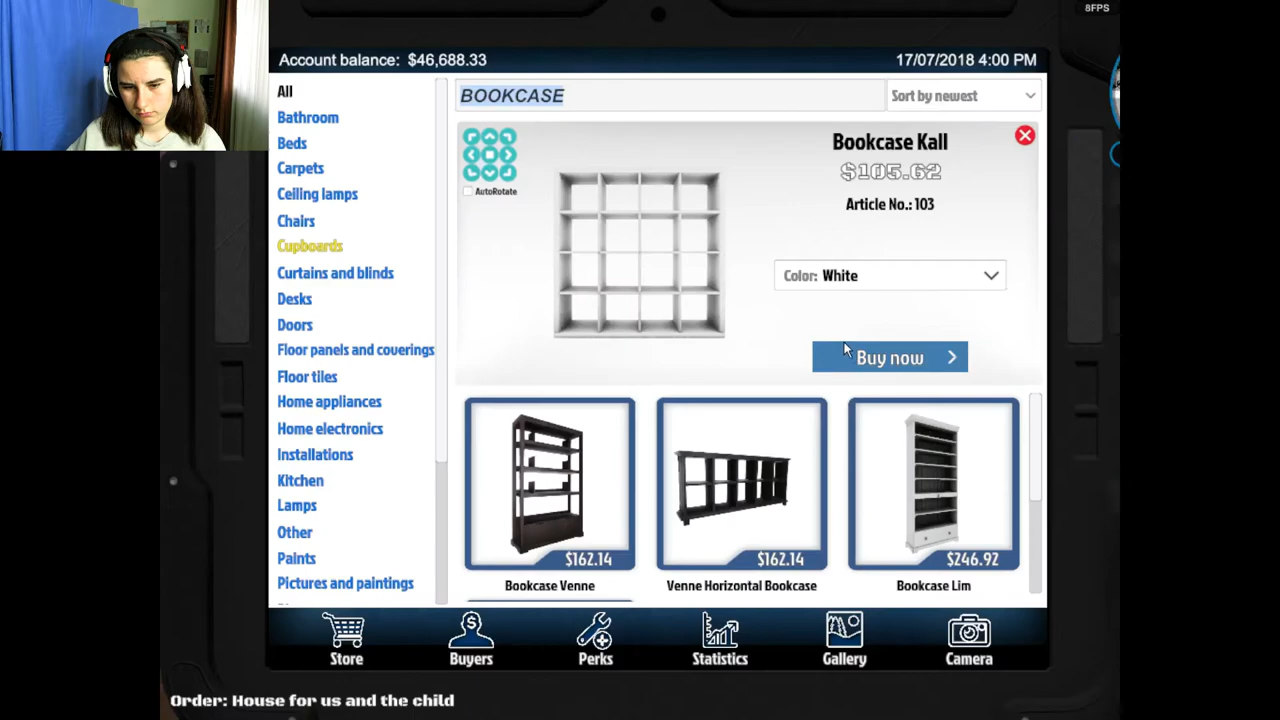 8FPS
Account balance: $46,688.33
17/07/2018 4:00 PM
All
Bathroom
Beds
Carpets
Ceiling lamps
Chairs
Cupboards
Curtains and blinds
Desks
Doors
Floor panels and coverings
Floor tiles
Home appliances
Home electronics
Installations
Kitchen
Lamps
Other
Paints
Pictures and paintings
BOOKCASE
Sort by newest
AutoRotate
Bookcase Kall
$105.62
Article No.: 103
Color: White
Buy now
$162.14
$162.14
$246.92
Bookcase Venne
Venne Horizontal Bookcase
Bookcase Lim
Store
Buyers
Perks
Statistics
Gallery
Camera
Order: House for us and the child